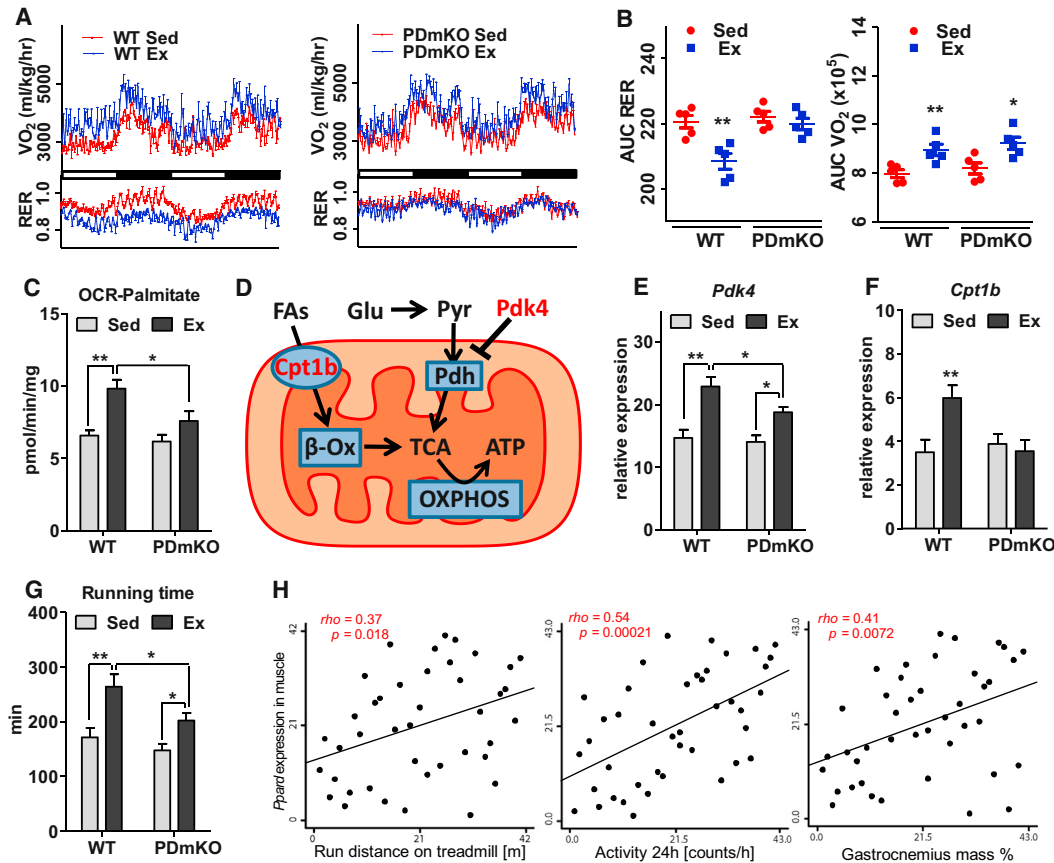 A
WT Sed
WT Ex
VO2 (ml/kg/hr)
5000
3000
RER
1.0
0.8
PDmKO Sed
PDmKO Ex
VO2 (ml/kg/hr)
5000
3000
RER
1.0
0.8
B
Sed
Ex
AUC RER
240
220
200
**
WT
PDmKO
Sed
Ex
AUC VO2 (x10^5)
14
12
10
8
6
**
*
WT
PDmKO
C
OCR-Palmitate
Sed
Ex
pmol/min/mg
15
10
5
0
**
*
WT
PDmKO
D
FAs
Glu
Pyr
Pdk4
Cpt1b
Pdh
β-Ox
TCA
ATP
OXPHOS
E
Pdk4
Sed
Ex
relative expression
30
20
10
0
**
*
*
WT
PDmKO
F
Cpt1b
Sed
Ex
relative expression
10
8
6
4
2
0
**
WT
PDmKO
G
Running time
Sed
Ex
min
400
300
200
100
0
**
*
*
WT
PDmKO
H
rho = 0.37
p = 0.018
Ppard expression in muscle
42
21
0
0.0
21
42
Run distance on treadmill [m]
rho = 0.54
p = 0.00021
43.0
21.5
0.0
0.0
21.5
43.0
Activity 24h [counts/h]
rho = 0.41
p = 0.0072
43.0
21.5
0.0
0.0
21.5
43.0
Gastrocnemius mass %